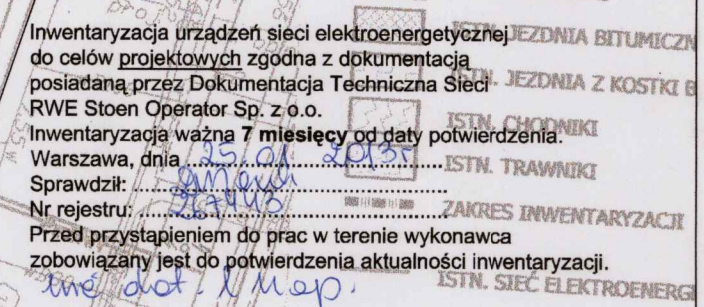 Inwentaryzacja urządzeń sieci elektroenergetycznej
ISTN. JEZDNIA BITUMICZN
do celów projektowych zgodna z dokumentacją
posiadaną przez Dokumentacja Techniczna Sieci
ISTN. JEZDNIA Z KOSTKI B
RWE Stoen Operator Sp. z o.o.
ISTN. CHODNIKI
Inwentaryzacja ważna 7 miesięcy od daty potwierdzenia.
Warszawa, dnia 25.01 2013r
ISTN. TRAWNIKI
Sprawdził:
Nr rejestru: 27443
ZAKRES INWENTARYZACJI
Przed przystąpieniem do prac w terenie wykonawca
zobowiązany jest do potwierdzenia aktualności inwentaryzacji.
ISTN. SIEĆ ELEKTROENERG